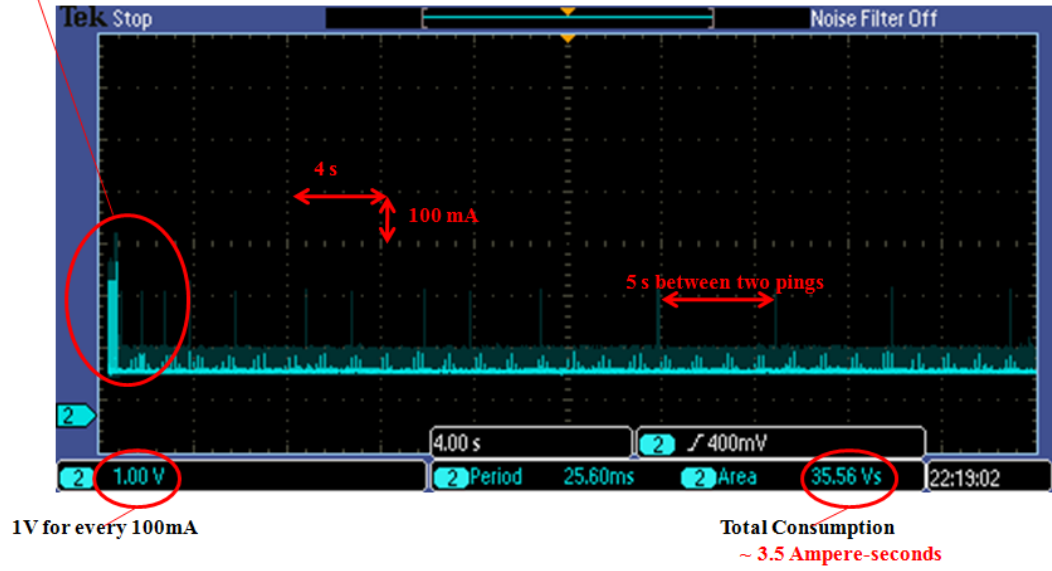 Tek Stop Noise Filter Off
4 s
100 mA
5 s between two pings
2
4.00 s 2 400mV
2 1.00 V 2 Period 25.60ms 2 Area 35.56 Vs 22:19:02
1V for every 100mA Total Consumption
~ 3.5 Ampere-seconds